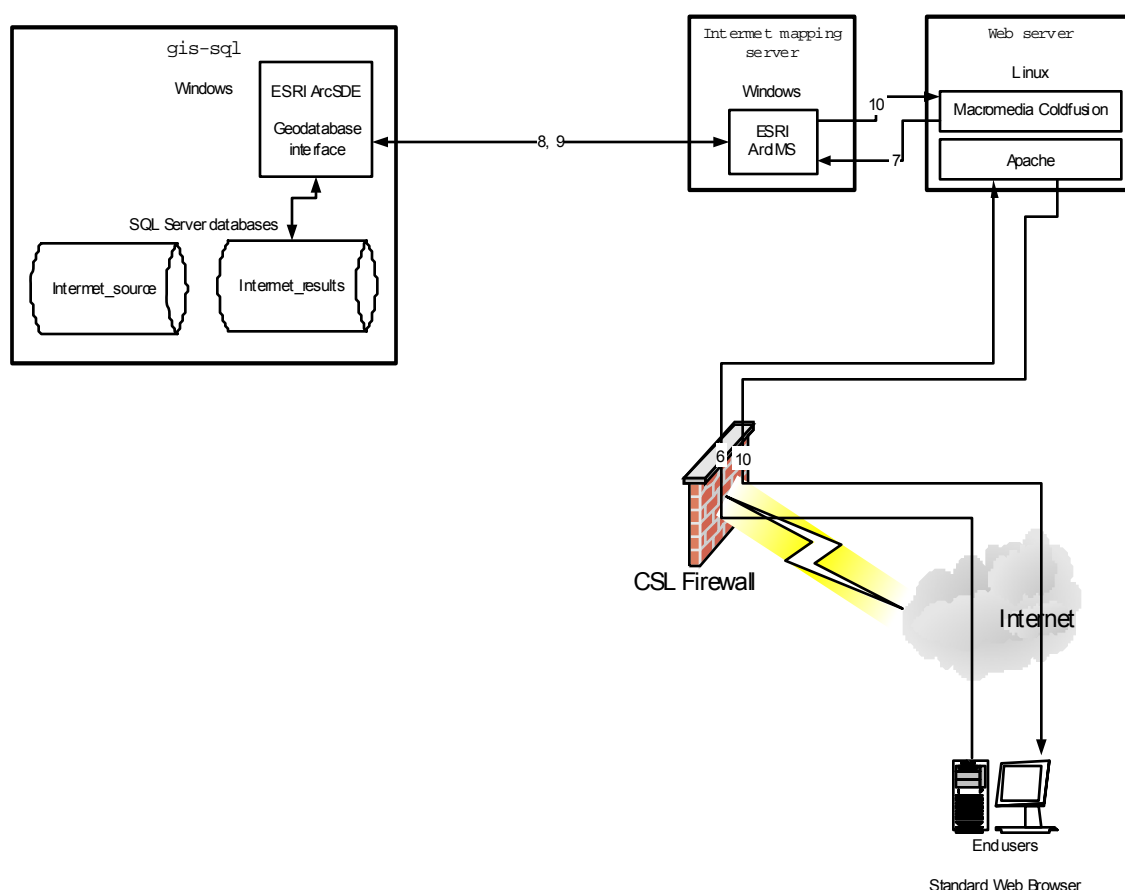 gis-sql
Windows
ESRI ArcSDE
Geodatabase
interface
SQL Server databases
Internet_source
Internet_results
8, 9
Internet mapping
server
Windows
ESRI
ArcIMS
10
7
Web server
Linux
Macromedia Coldfusion
Apache
6
10
CSL Firewall
Internet
End users
Standard Web Browser